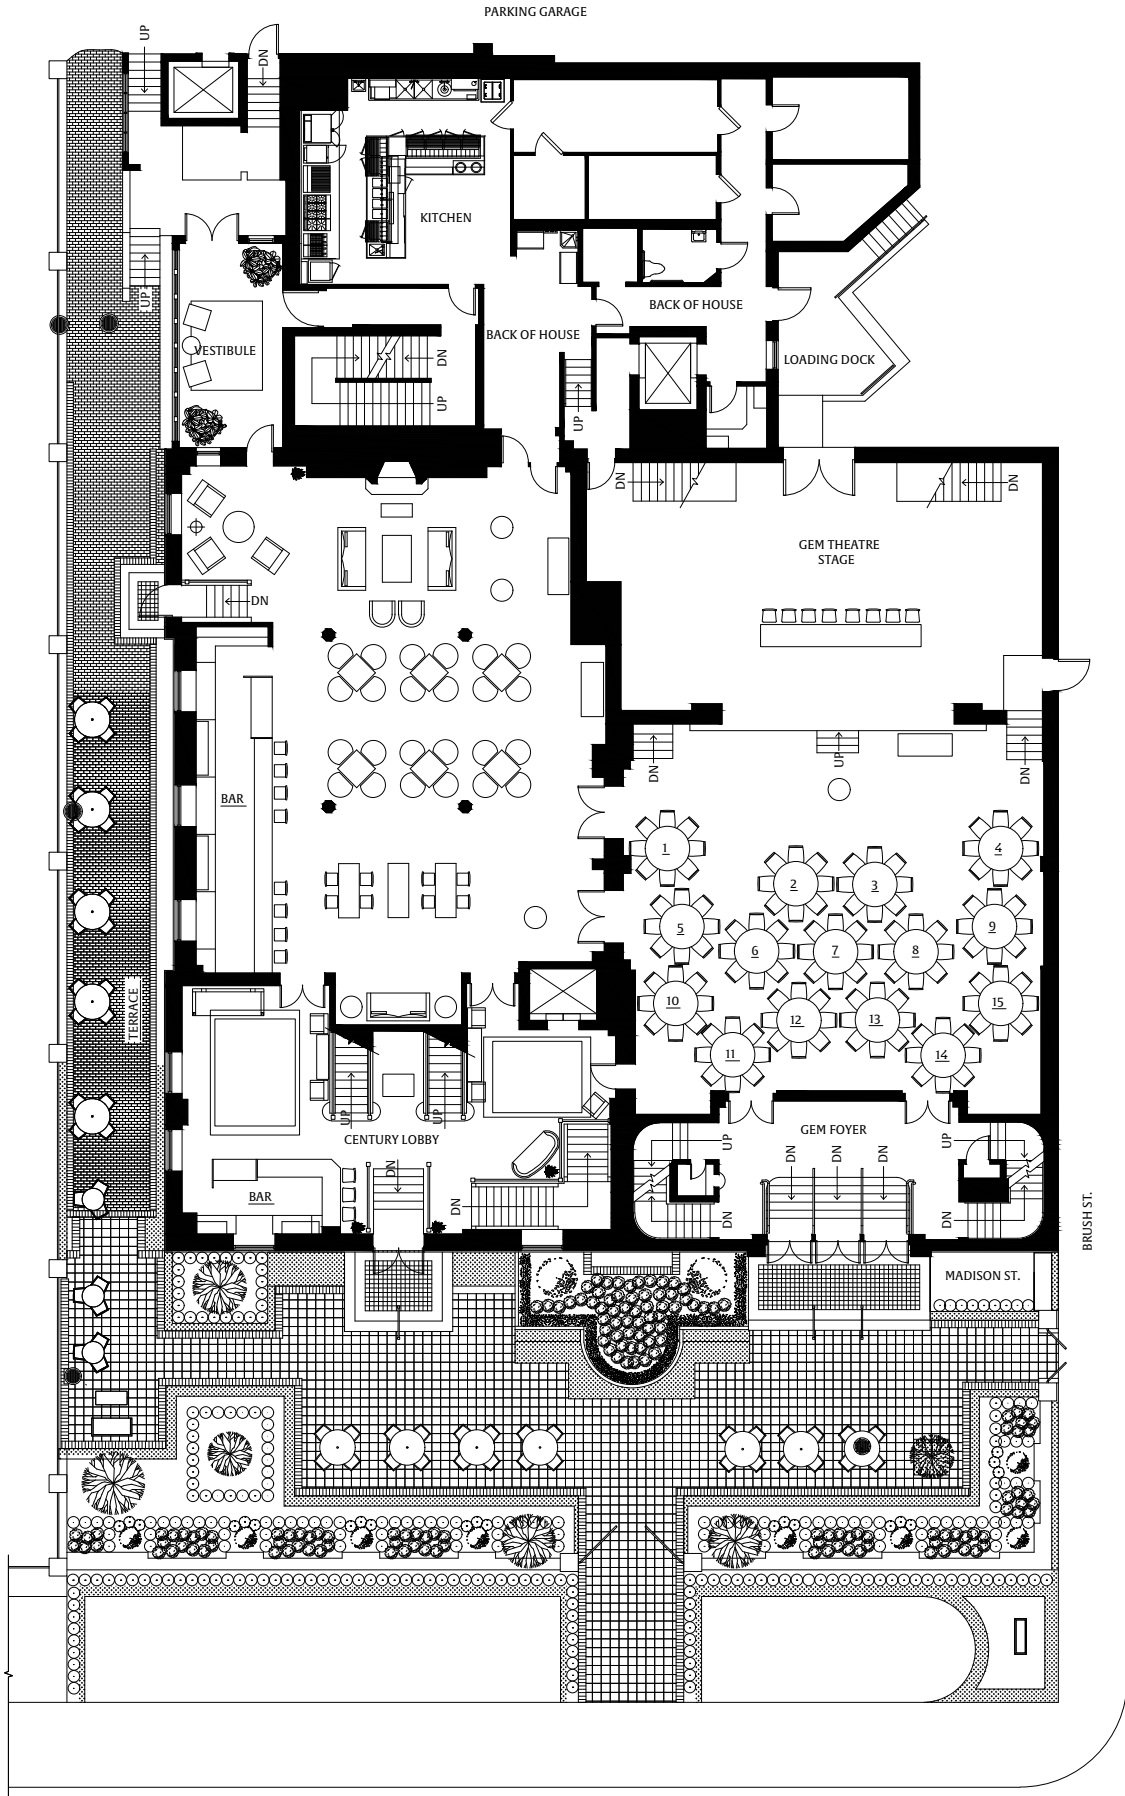 PARKING GARAGE
UP
DN
KITCHEN
BACK OF HOUSE
UP
BACK OF HOUSE
VESTIBULE
DN
LOADING DOCK
UP
UP
DN
DN
GEM THEATRE
STAGE
DN
UP
DN
DN
BAR
1
4
2
3
5
9
6
7
8
10
15
TERRACE
12
13
11
14
UP
UP
CENTURY LOBBY
GEM FOYER
UP
UP
DN
DN
DN
DN
BAR
DN
DN
DN
BRUSH ST.
MADISON ST.